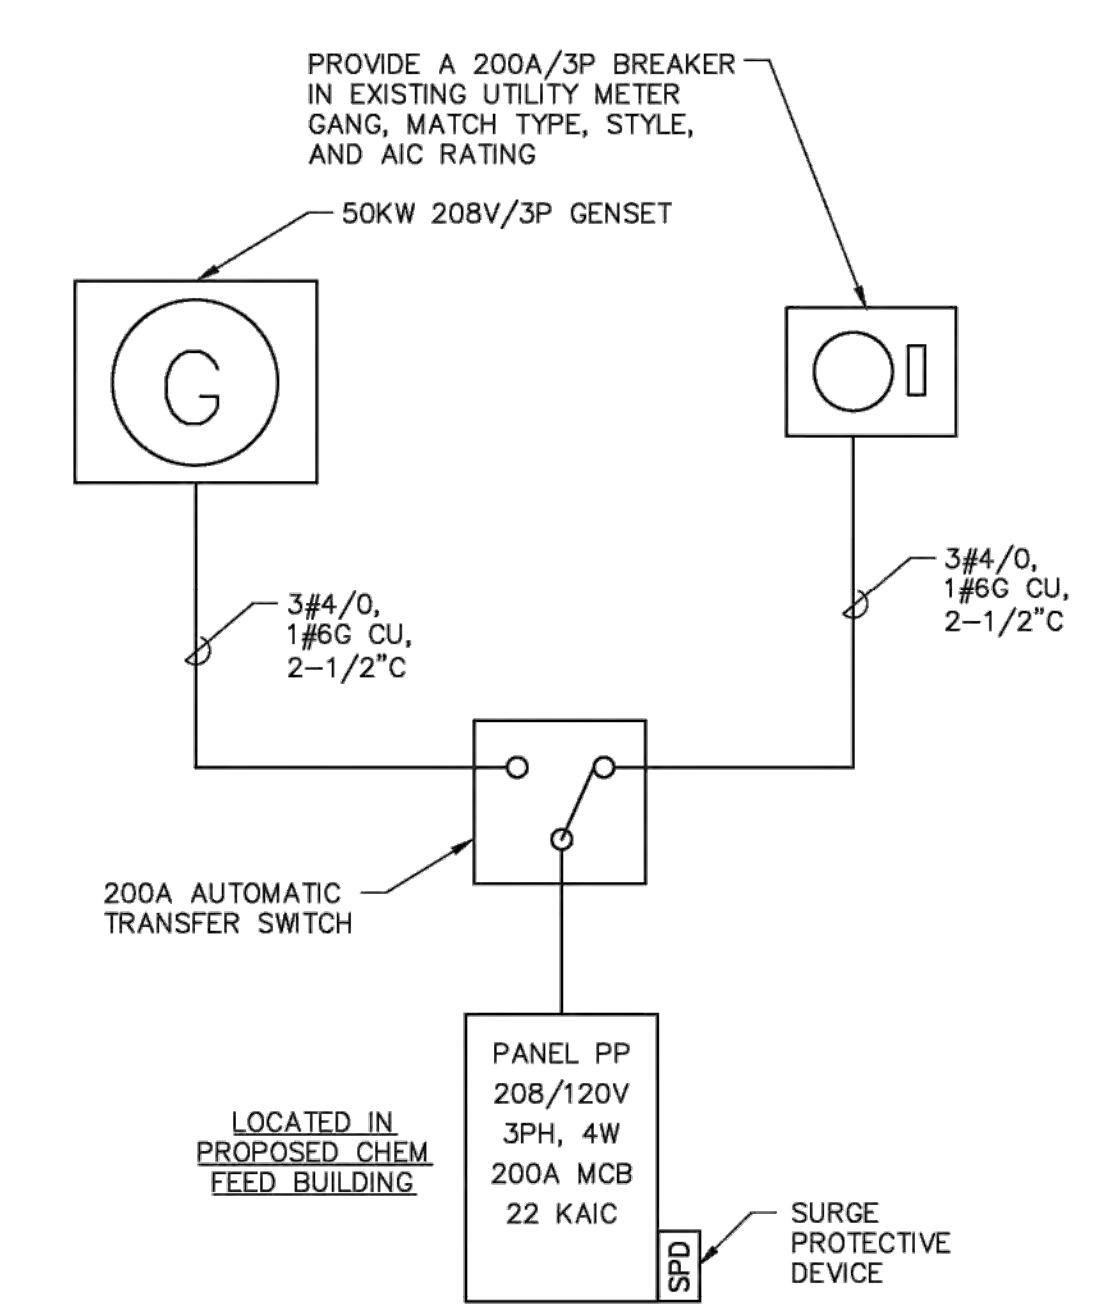 PROVIDE A 200A/3P BREAKER
IN EXISTING UTILITY METER
GANG, MATCH TYPE, STYLE,
AND AIC RATING
50KW 208V/3P GENSET
G
3#4/0,
1#6G CU,
2-1/2"C
3#4/0,
1#6G CU,
2-1/2"C
200A AUTOMATIC
TRANSFER SWITCH
PANEL PP
208/120V
3PH, 4W
200A MCB
22 KAIC
LOCATED IN
PROPOSED CHEM
FEED BUILDING
SPD
SURGE
PROTECTIVE
DEVICE